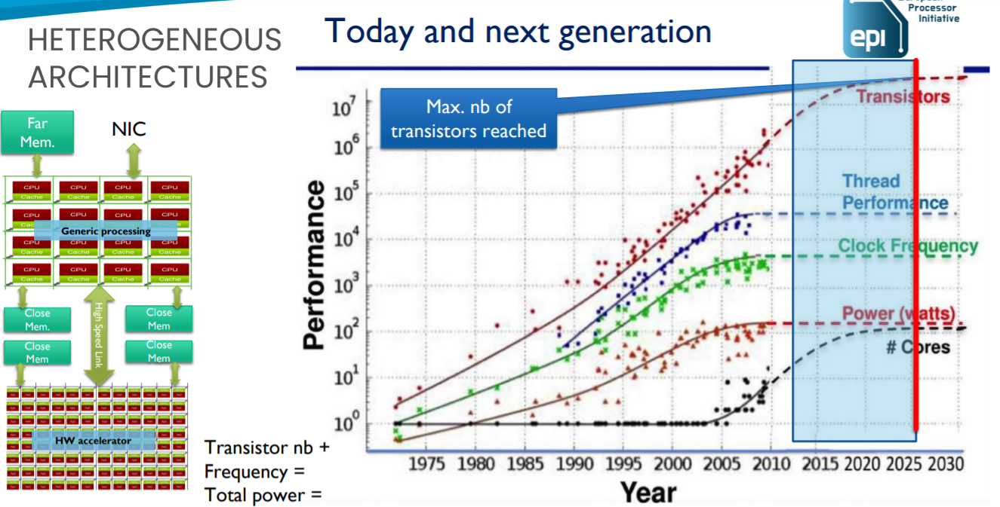 HETEROGENEOUS
ARCHITECTURES
Today and next generation
Processor
Initiative
epi
Far
Mem.
NIC
CPU CPU CPU CPU
Cache Cache Cache Cache
CPU CPU CPU CPU
Generic processing
CPU CPU CPU CPU
Cache Cache Cache Cache
CPU CPU CPU CPU
Cache Cache Cache Cache
Close
Mem.
Close
Mem
High Speed Link
Close
Mem
Close
Mem
HW accelerator
Transistor nb +
Frequency =
Total power =
Max. nb of
transistors reached
Performance
10^7
10^6
10^5
10^4
10^3
10^2
10^1
10^0
Transistors
Thread
Performance
Clock Frequency
Power (watts)
# Cores
1975 1980 1985 1990 1995 2000 2005 2010 2015 2020 2025 2030
Year